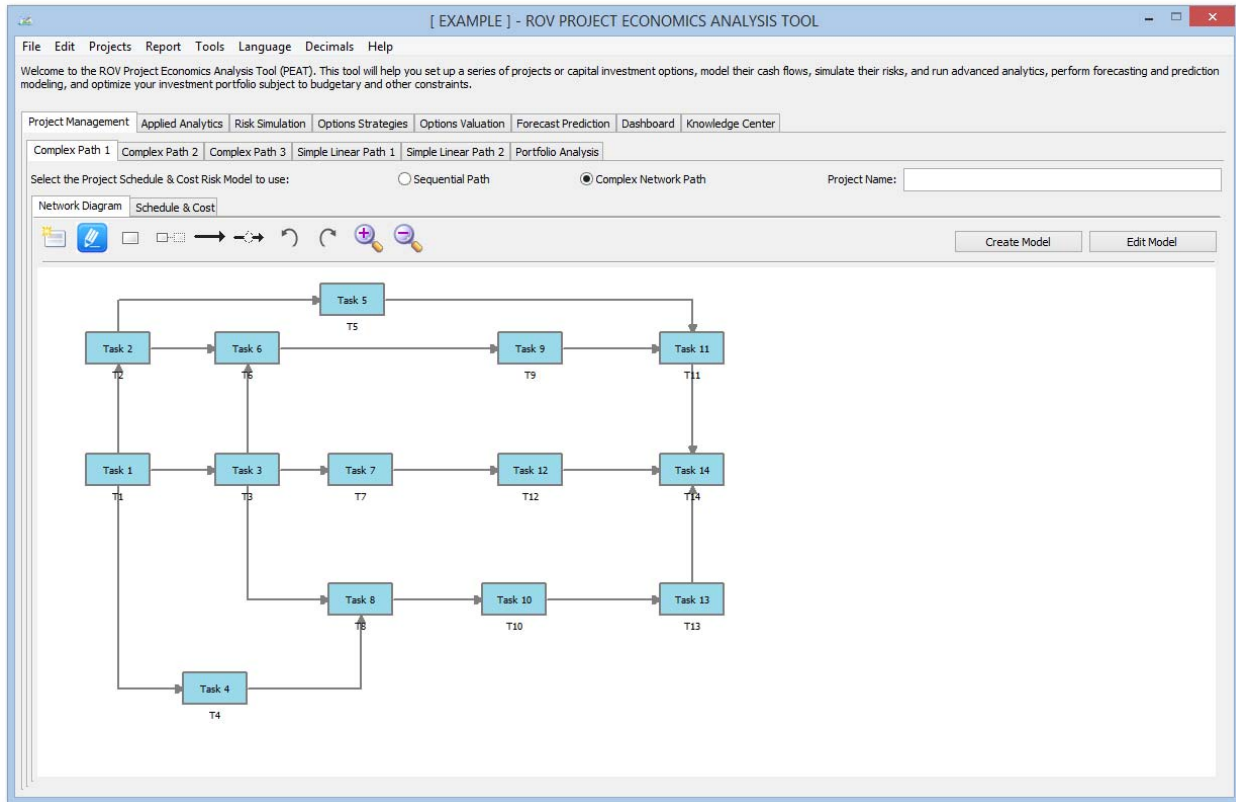 [ EXAMPLE ] - ROV PROJECT ECONOMICS ANALYSIS TOOL
File Edit Projects Report Tools Language Decimals Help
Welcome to the ROV Project Economics Analysis Tool (PEAT). This tool will help you set up a series of projects or capital investment options, model their cash flows, simulate their risks, and run advanced analytics, perform forecasting and prediction
modeling, and optimize your investment portfolio subject to budgetary and other constraints.
Project Management Applied Analytics Risk Simulation Options Strategies Options Valuation Forecast Prediction Dashboard Knowledge Center
Complex Path 1 Complex Path 2 Complex Path 3 Simple Linear Path 1 Simple Linear Path 2 Portfolio Analysis
Select the Project Schedule & Cost Risk Model to use: Sequential Path Complex Network Path Project Name:
Network Diagram Schedule & Cost
Create Model Edit Model
Task 5
T5
Task 2 Task 6 Task 9 Task 11
T2 T6 T9 T11
Task 1 Task 3 Task 7 Task 12 Task 14
T1 T3 T7 T12 T14
Task 8 Task 10 Task 13
T8 T10 T13
Task 4
T4